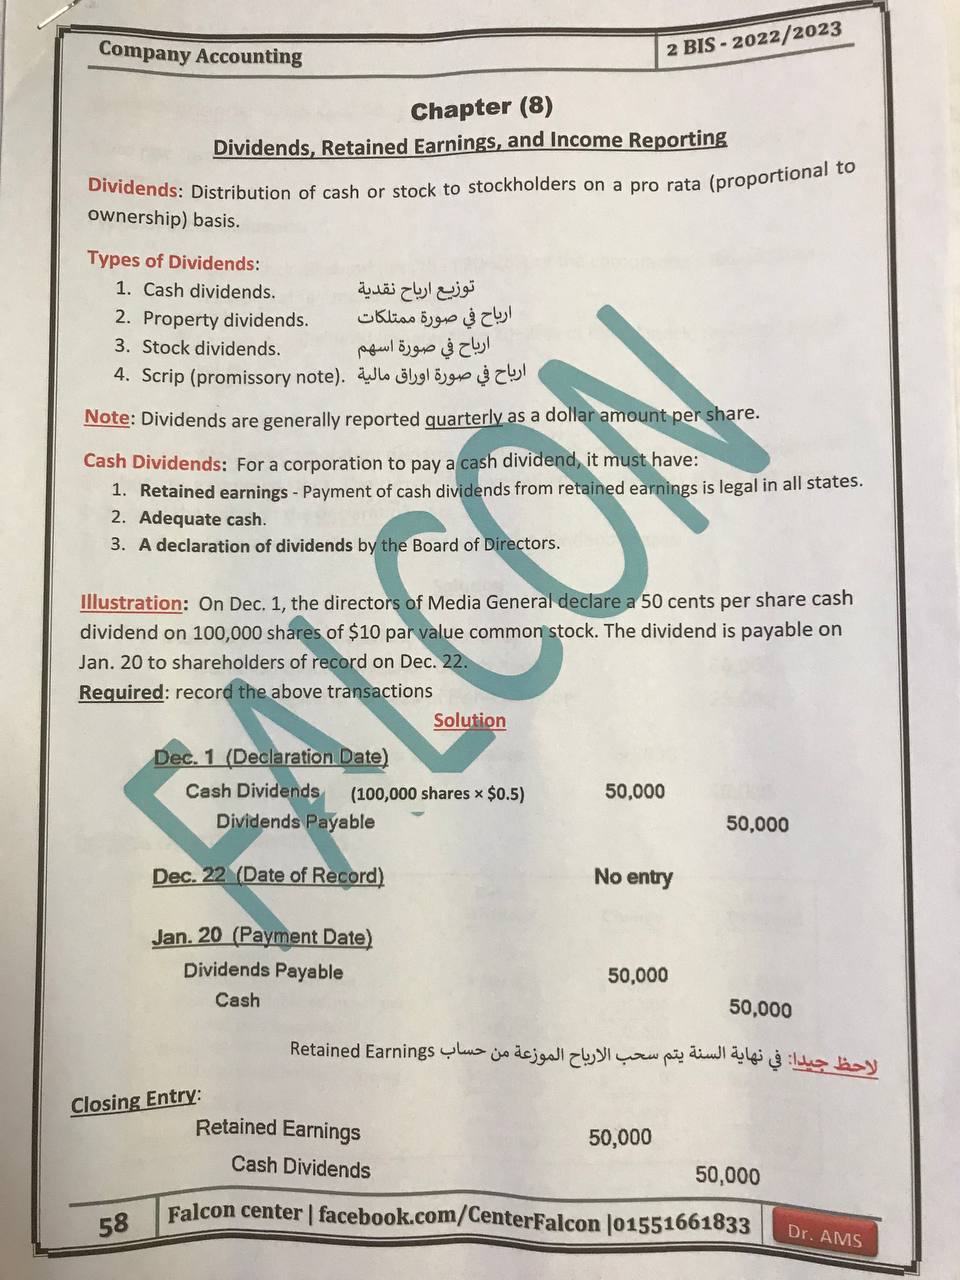 Company Accounting
2 BIS - 2022/2023
Chapter (8)
Dividends, Retained Earnings, and Income Reporting
Dividends: Distribution of cash or stock to stockholders on a pro rata (proportional to
ownership) basis.
Types of Dividends:
1. Cash dividends. توزيع ارباح نقدية
2. Property dividends. ارباح في صورة ممتلكات
3. Stock dividends. ارباح في صورة اسهم
4. Scrip (promissory note). ارباح في صورة اوراق مالية
Note: Dividends are generally reported quarterly as a dollar amount per share.
Cash Dividends: For a corporation to pay a cash dividend, it must have:
1. Retained earnings - Payment of cash dividends from retained earnings is legal in all states.
2. Adequate cash.
3. A declaration of dividends by the Board of Directors.
Illustration: On Dec. 1, the directors of Media General declare a 50 cents per share cash
dividend on 100,000 shares of $10 par value common stock. The dividend is payable on
Jan. 20 to shareholders of record on Dec. 22.
Required: record the above transactions
Solution
Dec. 1 (Declaration Date)
Cash Dividends (100,000 shares × $0.5) 50,000
Dividends Payable 50,000
Dec. 22 (Date of Record) No entry
Jan. 20 (Payment Date)
Dividends Payable 50,000
Cash 50,000
لاحظ جيدا: في نهاية السنة يتم سحب الارباح الموزعة من حساب Retained Earnings
Closing Entry:
Retained Earnings 50,000
Cash Dividends 50,000
58
Falcon center | facebook.com/CenterFalcon |01551661833
Dr. AMS
FALCON